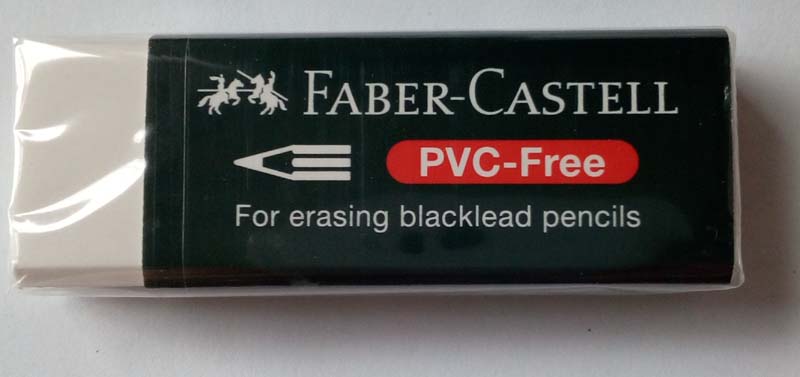 FABER-CASTELL
PVC-Free
For erasing blacklead pencils